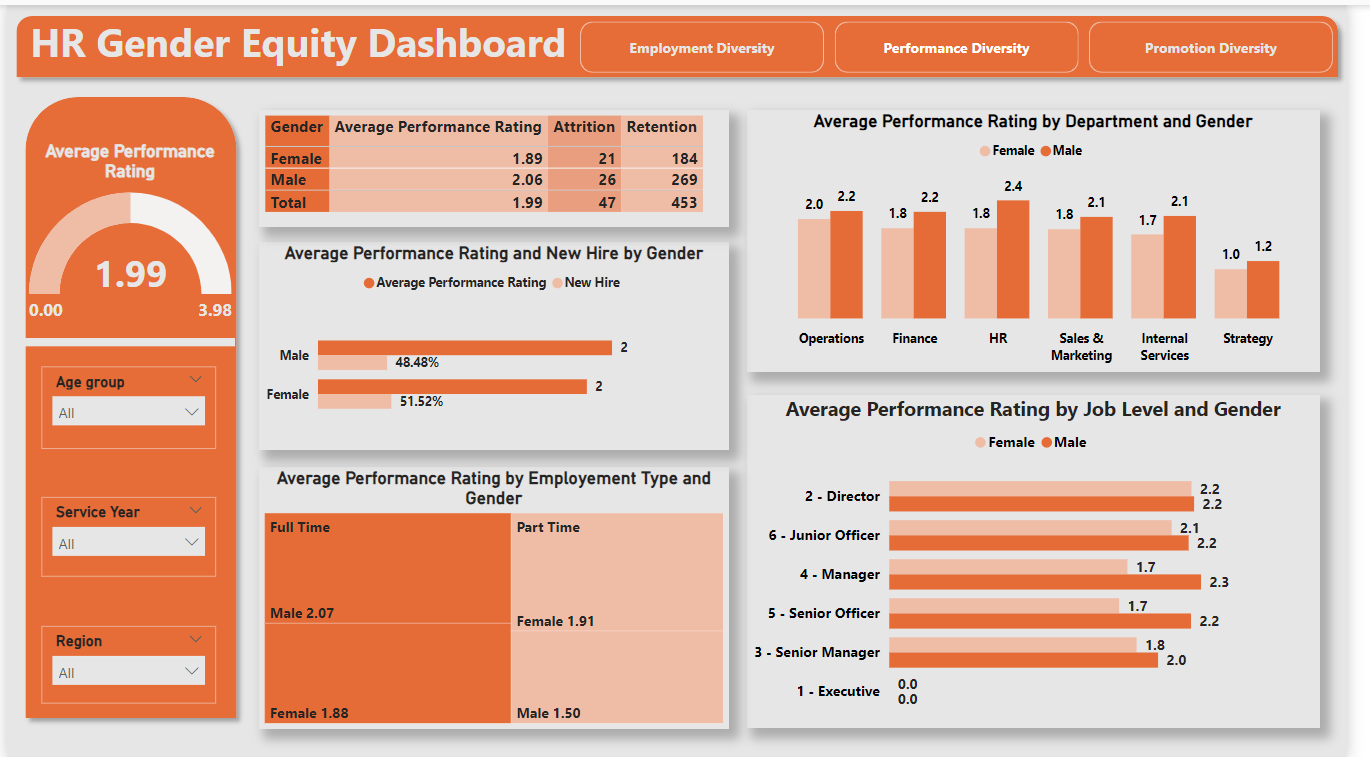 HR Gender Equity Dashboard
Employment Diversity
Performance Diversity
Promotion Diversity
Average Performance
Rating
1.99
0.00
3.98
Age group
All
Service Year
All
Region
All
Gender Average Performance Rating Attrition Retention
Female 1.89 21 184
Male 2.06 26 269
Total 1.99 47 453
Average Performance Rating and New Hire by Gender
Average Performance Rating New Hire
Male
2
48.48%
Female
2
51.52%
Average Performance Rating by Employement Type and
Gender
Full Time
Male 2.07
Female 1.88
Part Time
Female 1.91
Male 1.50
Average Performance Rating by Department and Gender
Female Male
2.0 2.2
1.8 2.2
1.8 2.4
1.8 2.1
1.7 2.1
1.0 1.2
Operations
Finance
HR
Sales &
Marketing
Internal
Services
Strategy
Average Performance Rating by Job Level and Gender
Female Male
2 - Director
2.2
2.2
6 - Junior Officer
2.1
2.2
4 - Manager
1.7
2.3
5 - Senior Officer
1.7
2.2
3 - Senior Manager
1.8
2.0
1 - Executive
0.0
0.0